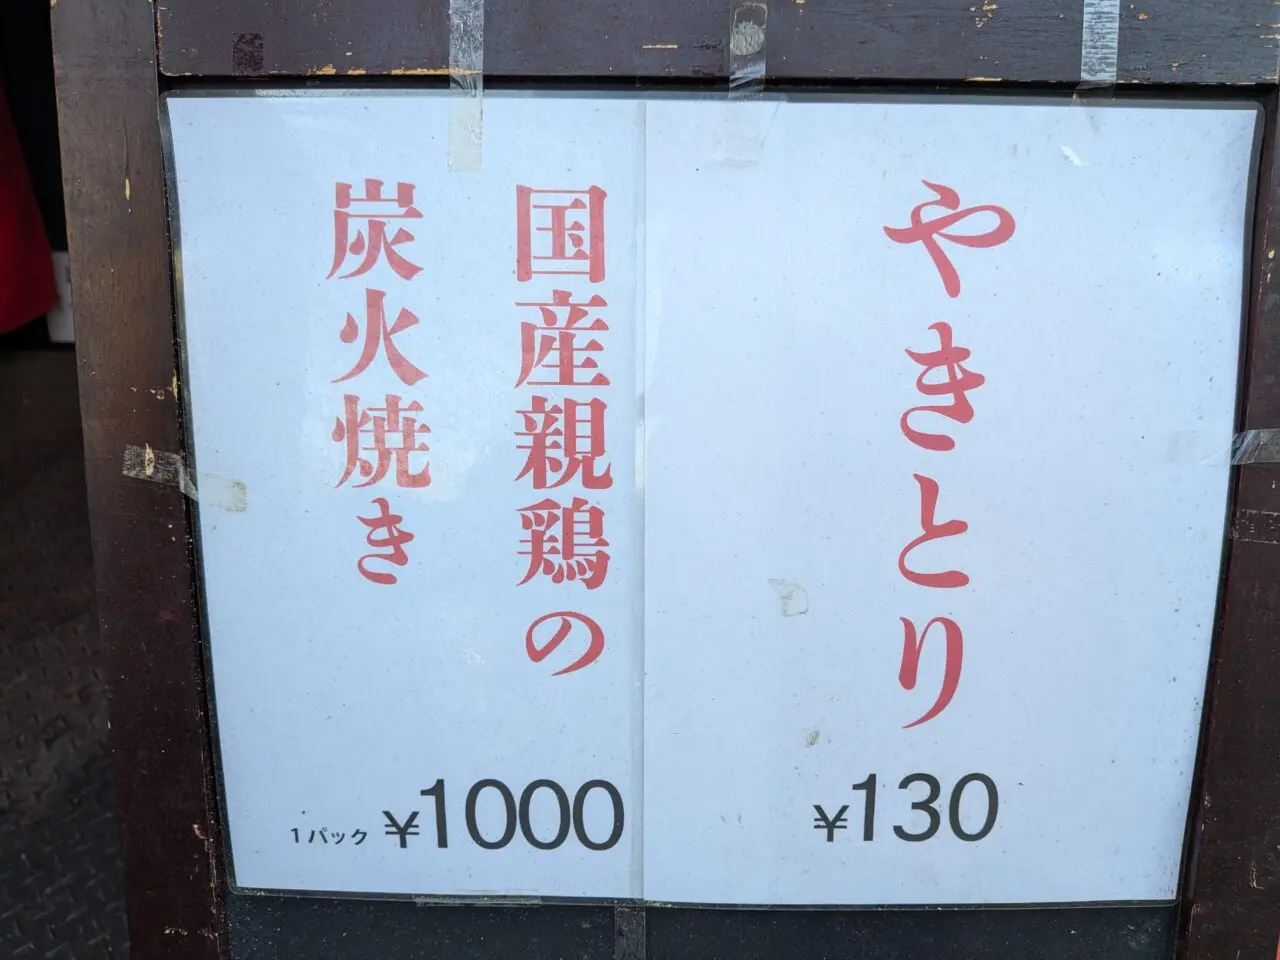 やきとり
¥130
国産親鶏の
炭火焼き
1パック ¥1000